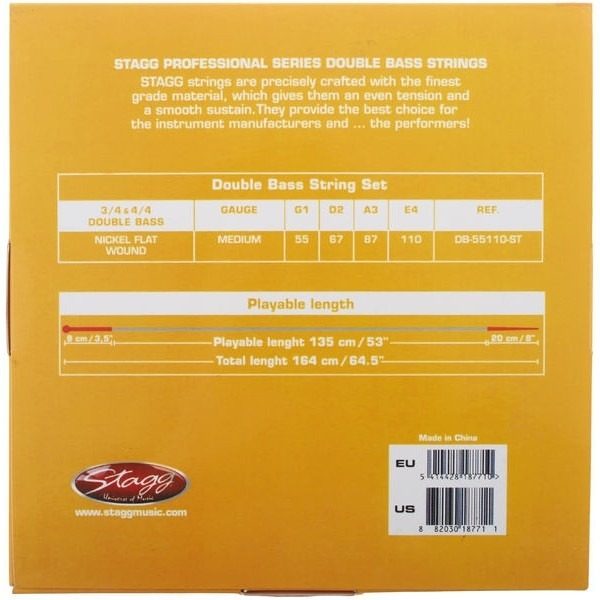 STAGG PROFESSIONAL SERIES DOUBLE BASS STRINGS
STAGG strings are precisely crafted with the finest
grade material, which gives them an even tension and
a smooth sustain.They provide the best choice for
the instrument manufacturers and ... the performers!
Double Bass String Set
3/4 & 4/4 DOUBLE BASS GAUGE G1 D2 A3 E4 REF.
NICKEL FLAT WOUND MEDIUM 55 67 87 110 DB-55110-ST
Playable length
9 cm / 3,5" Playable lenght 135 cm / 53" 20 cm / 8"
Total lenght 164 cm / 64.5"
Made in China
EU
5 414428 187710 >
US
8 82030 18771 1
Stagg
Universe of Music
www.staggmusic.com